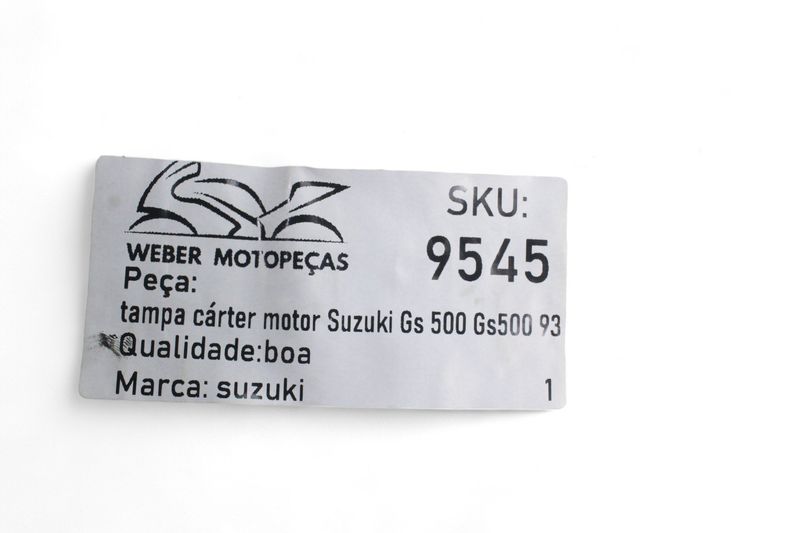 WEBER MOTOPEÇAS
SKU:
9545
Peça:
tampa cárter motor Suzuki Gs 500 Gs500 93
Qualidade:boa
Marca: suzuki
1